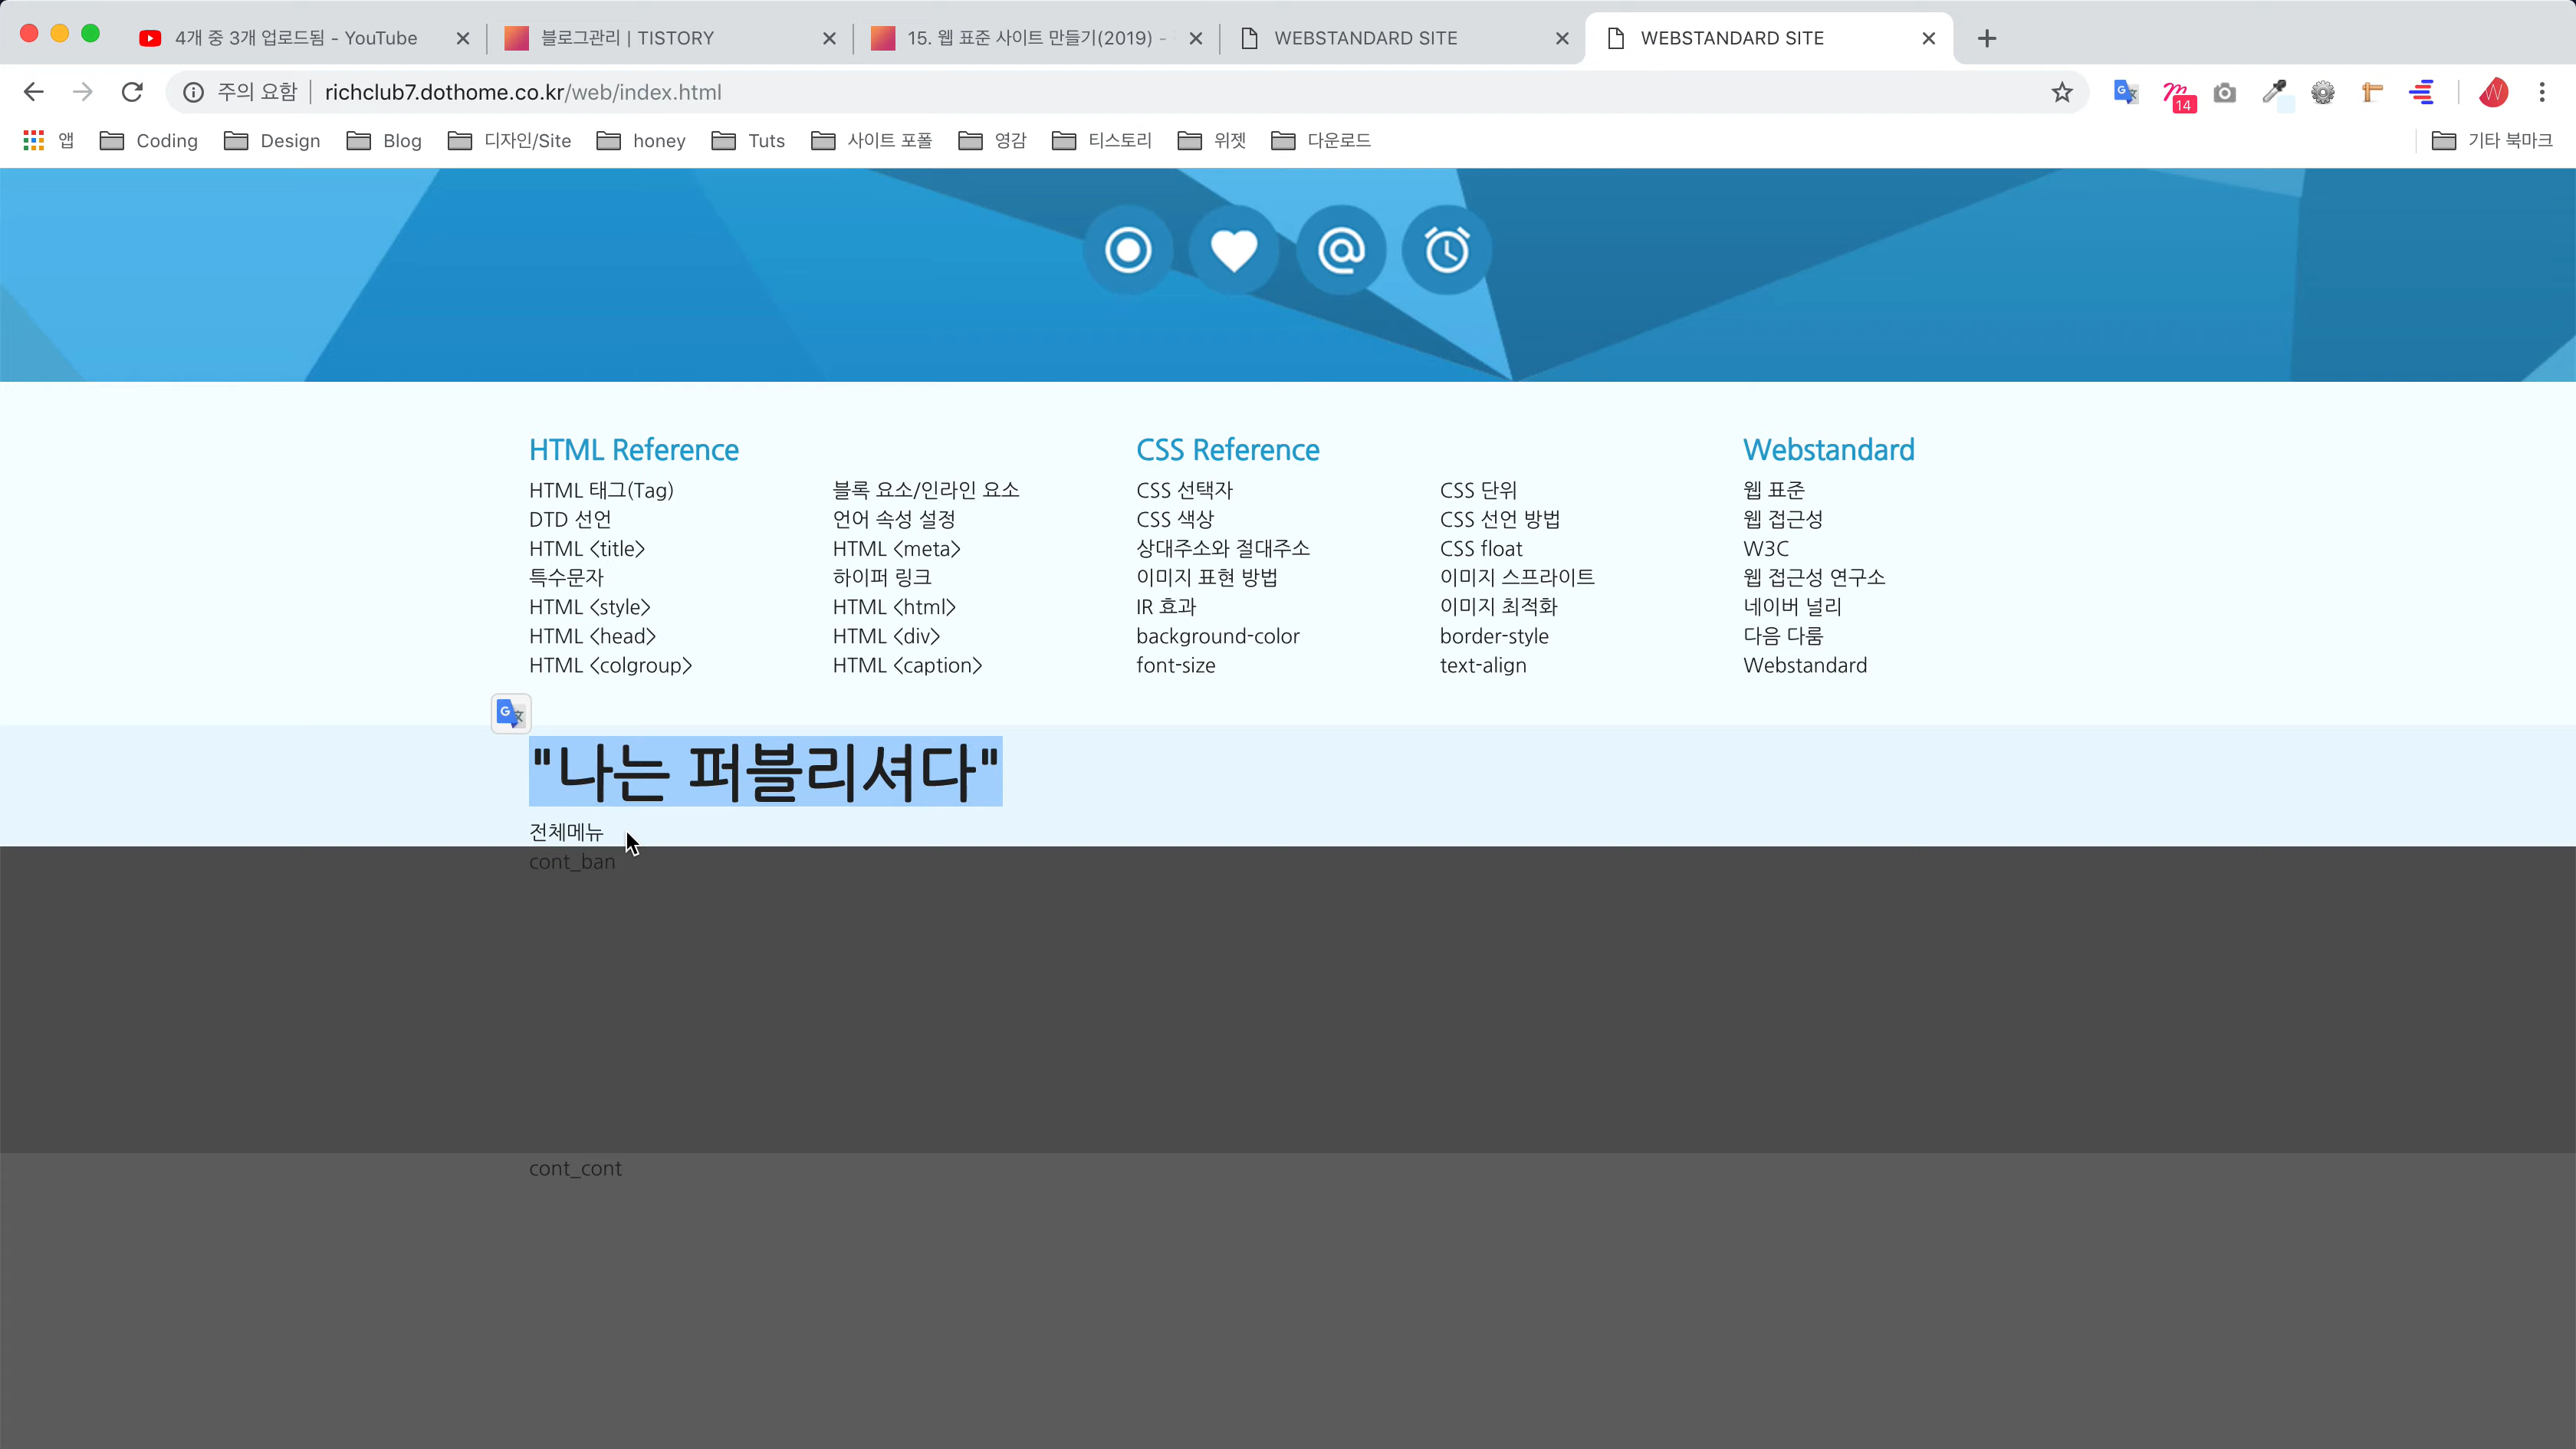 4개 중 3개 업로드됨 - YouTube
블로그관리 | TISTORY
15. 웹 표준 사이트 만들기(2019) -
WEBSTANDARD SITE
WEBSTANDARD SITE
주의 요함 | richclub7.dothome.co.kr/web/index.html
14
앱 Coding Design Blog 디자인/Site honey Tuts 사이트 포폴 영감 티스토리 위젯 다운로드 기타 북마크
HTML Reference
HTML 태그(Tag)
DTD 선언
HTML <title>
특수문자
HTML <style>
HTML <head>
HTML <colgroup>
블록 요소/인라인 요소
언어 속성 설정
HTML <meta>
하이퍼 링크
HTML <html>
HTML <div>
HTML <caption>
CSS Reference
CSS 선택자
CSS 색상
상대주소와 절대주소
이미지 표현 방법
IR 효과
background-color
font-size
CSS 단위
CSS 선언 방법
CSS float
이미지 스프라이트
이미지 최적화
border-style
text-align
Webstandard
웹 표준
웹 접근성
W3C
웹 접근성 연구소
네이버 널리
다음 다룸
Webstandard
"나는 퍼블리셔다"
전체메뉴
cont_ban
cont_cont